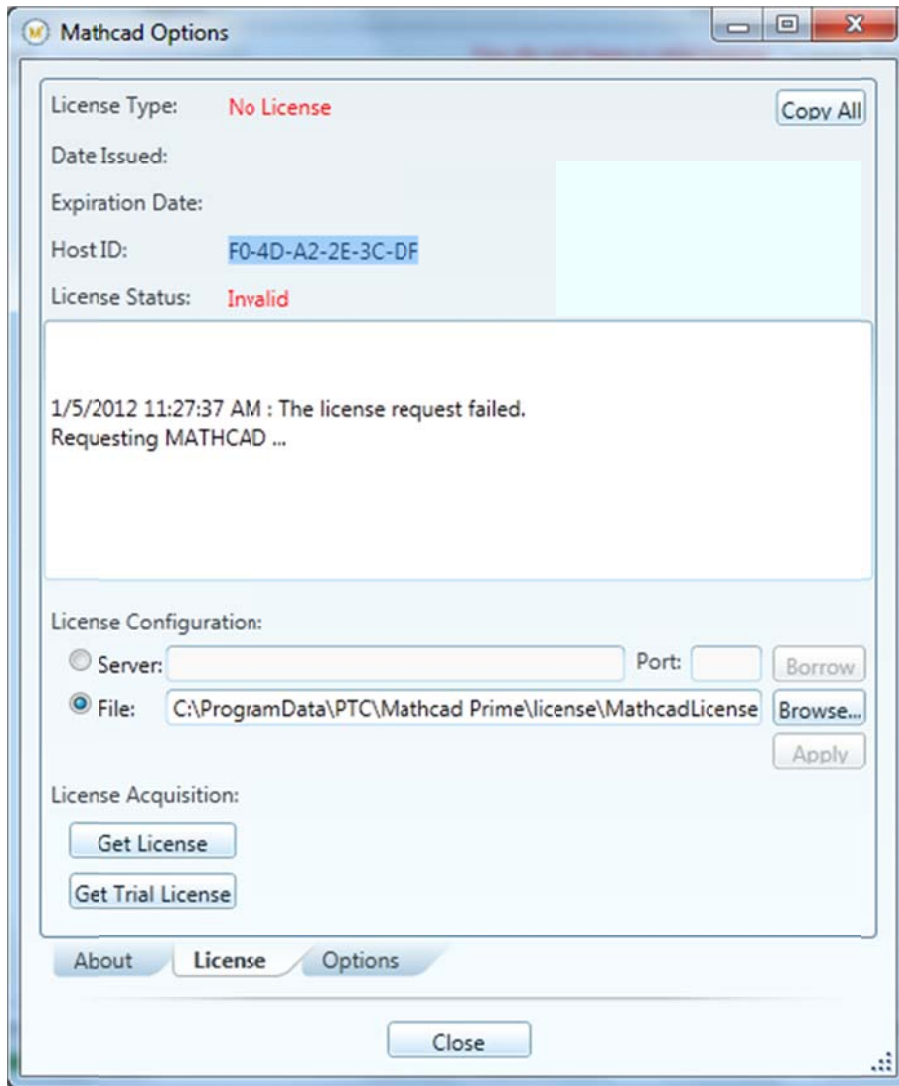 Mathcad Options
License Type: No License
Copy All
Date Issued:
Expiration Date:
Host ID: F0-4D-A2-2E-3C-DF
License Status: Invalid
1/5/2012 11:27:37 AM : The license request failed.
Requesting MATHCAD ...
License Configuration:
Server: Port: Borrow
File: C:\ProgramData\PTC\Mathcad Prime\license\MathcadLicense Browse...
Apply
License Acquisition:
Get License
Get Trial License
About License Options
Close